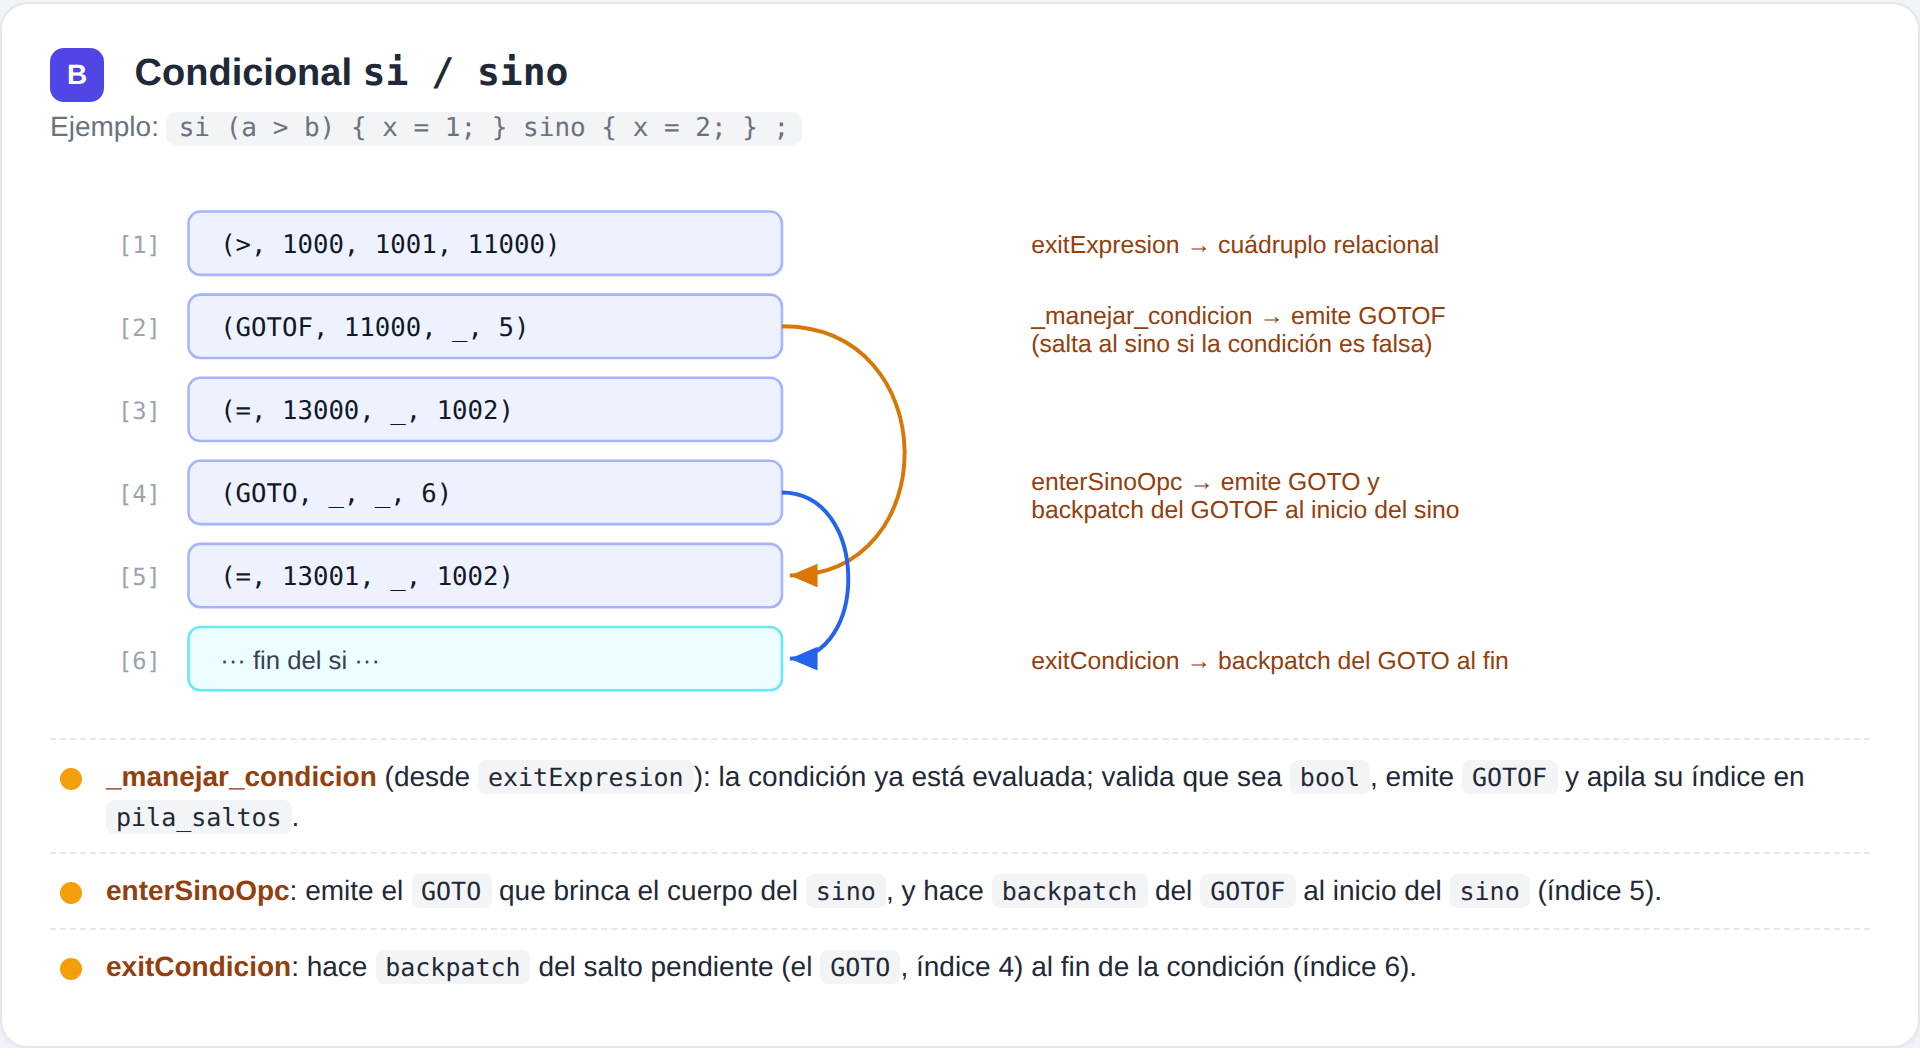 B Condicional si / sino
Ejemplo: si (a > b) { x = 1; } sino { x = 2; } ;
[1] (>, 1000, 1001, 11000) exitExpresion → cuádruplo relacional
[2] (GOTOF, 11000, _, 5) _manejar_condicion → emite GOTOF
(salta al sino si la condición es falsa)
[3] (=, 13000, _, 1002)
[4] (GOTO, _, _, 6) enterSinoOpc → emite GOTO y
backpatch del GOTOF al inicio del sino
[5] (=, 13001, _, 1002)
[6] ··· fin del si ··· exitCondicion → backpatch del GOTO al fin
_manejar_condicion (desde exitExpresion): la condición ya está evaluada; valida que sea bool, emite GOTOF y apila su índice en
pila_saltos.
enterSinoOpc: emite el GOTO que brinca el cuerpo del sino, y hace backpatch del GOTOF al inicio del sino (índice 5).
exitCondicion: hace backpatch del salto pendiente (el GOTO, índice 4) al fin de la condición (índice 6).